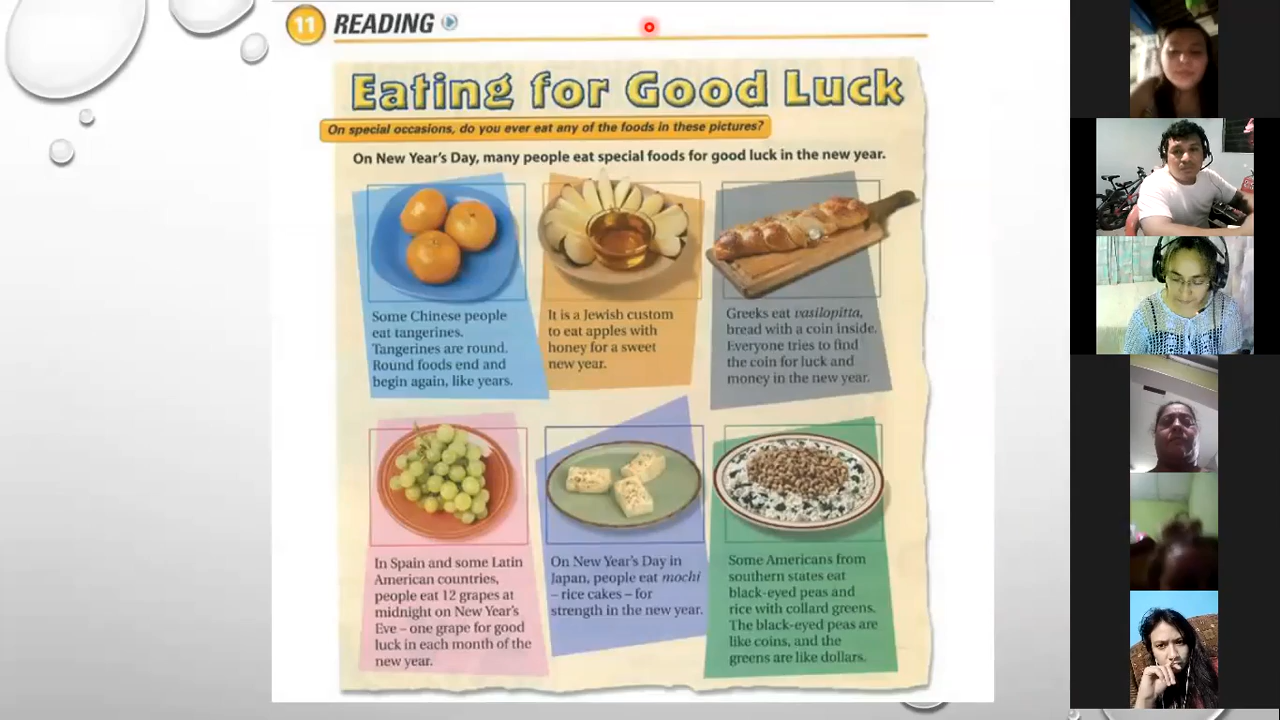 11 READING
Eating for Good Luck
On special occasions, do you ever eat any of the foods in these pictures?
On New Year's Day, many people eat special foods for good luck in the new year.
Some Chinese people
eat tangerines.
Tangerines are round.
Round foods end and
begin again, like years.
It is a Jewish custom
to eat apples with
honey for a sweet
new year.
Greeks eat vasilopitta,
bread with a coin inside.
Everyone tries to find
the coin for luck and
money in the new year.
In Spain and some Latin
American countries,
people eat 12 grapes at
midnight on New Year's
Eve – one grape for good
luck in each month of the
new year.
On New Year's Day in
Japan, people eat mochi
– rice cakes – for
strength in the new year.
Some Americans from
southern states eat
black-eyed peas and
rice with collard greens.
The black-eyed peas are
like coins, and the
greens are like dollars.